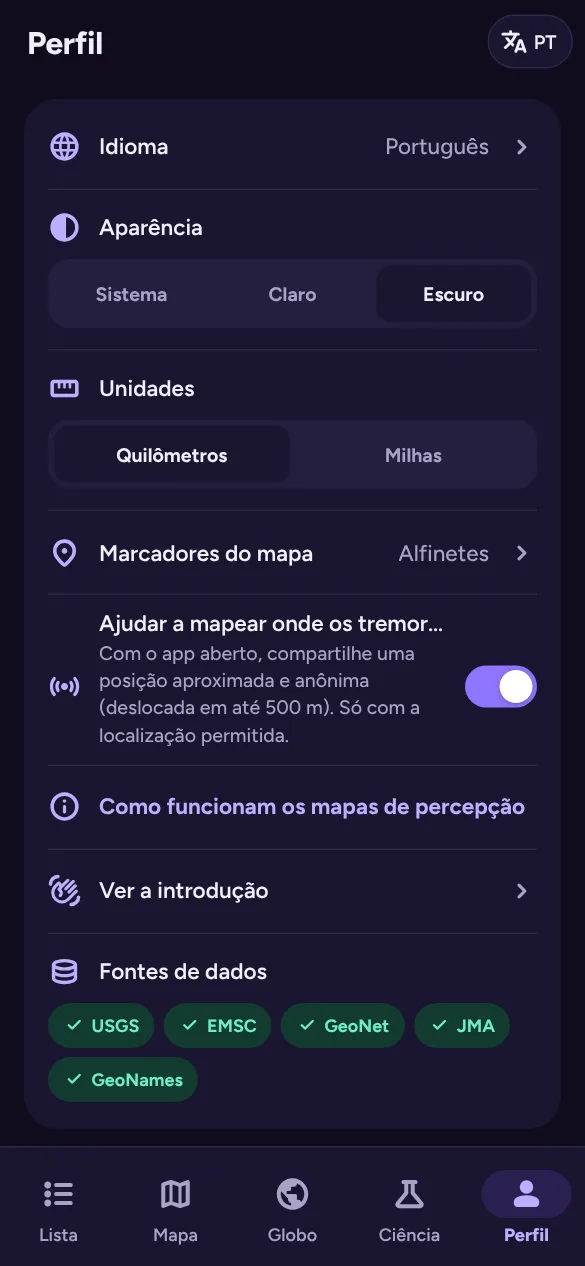 Perfil
PT
Idioma
Português
Aparência
Sistema
Claro
Escuro
Unidades
Quilômetros
Milhas
Marcadores do mapa
Alfinetes
Ajudar a mapear onde os tremor...
Com o app aberto, compartilhe uma
posição aproximada e anônima
(deslocada em até 500 m). Só com a
localização permitida.
Como funcionam os mapas de percepção
Ver a introdução
Fontes de dados
USGS
EMSC
GeoNet
JMA
GeoNames
Lista
Mapa
Globo
Ciência
Perfil